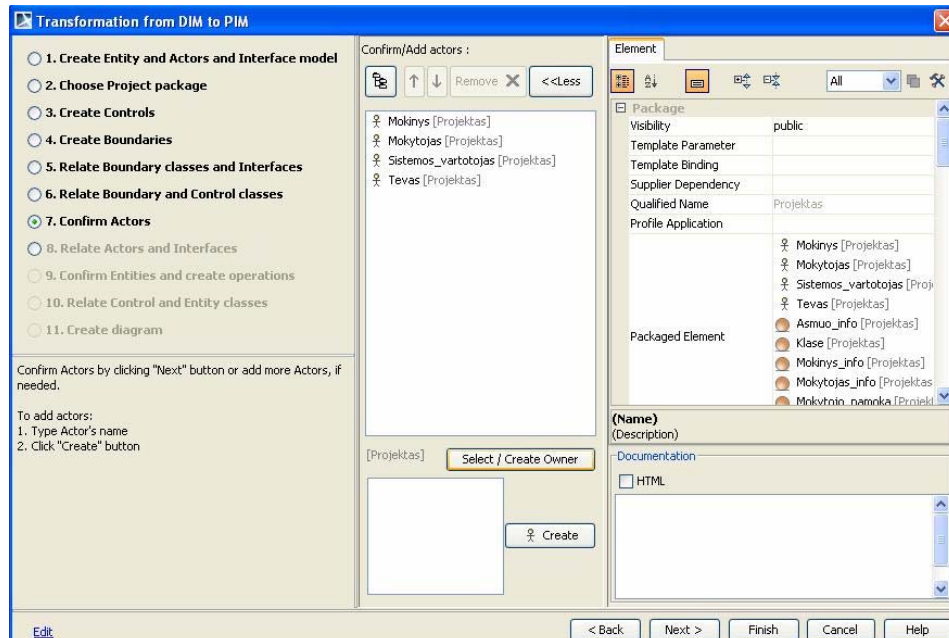 Transformation from DIM to PIM
1. Create Entity and Actors and Interface model
2. Choose Project package
3. Create Controls
4. Create Boundaries
5. Relate Boundary classes and Interfaces
6. Relate Boundary and Control classes
7. Confirm Actors
8. Relate Actors and Interfaces
9. Confirm Entities and create operations
10. Relate Control and Entity classes
11. Create diagram
Confirm Actors by clicking "Next" button or add more Actors, if
needed.
To add actors:
1. Type Actor's name
2. Click "Create" button
Edit
Confirm/Add actors :
Remove <<Less
Mokinys [Projektas]
Mokytojas [Projektas]
Sistemos_vartotojas [Projektas]
Tevas [Projektas]
[Projektas] Select / Create Owner
Create
Element
All
Package
Visibility public
Template Parameter
Template Binding
Supplier Dependency
Qualified Name Projektas
Profile Application
Packaged Element
Mokinys [Projektas]
Mokytojas [Projektas]
Sistemos_vartotojas [Proj
Tevas [Projektas]
Asmuo_info [Projektas]
Klase [Projektas]
Mokinys_info [Projektas]
Mokytojas_info [Projektas
Mokytojo_pamoka [Projekt
(Name)
(Description)
Documentation
HTML
< Back Next > Finish Cancel Help